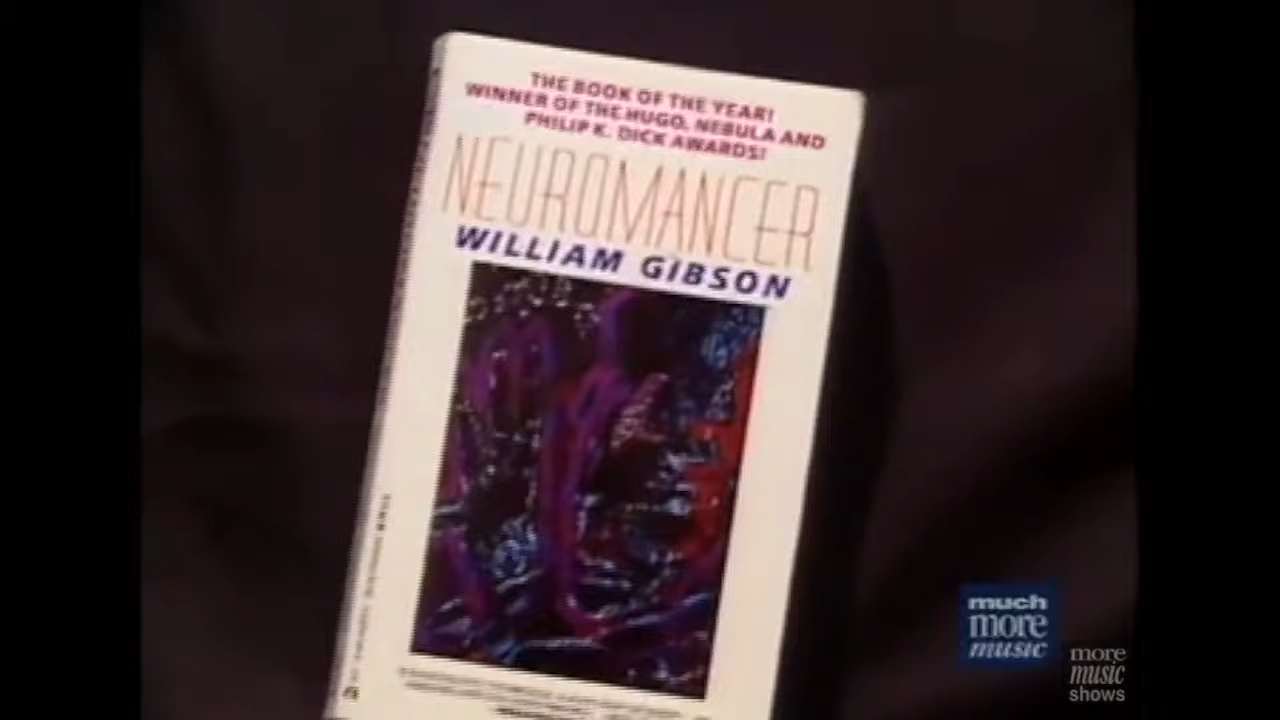 THE BOOK OF THE YEAR!
WINNER OF THE HUGO, NEBULA AND
PHILIP K. DICK AWARDS!
NEUROMANCER
WILLIAM GIBSON
much
more
music
more
music
shows